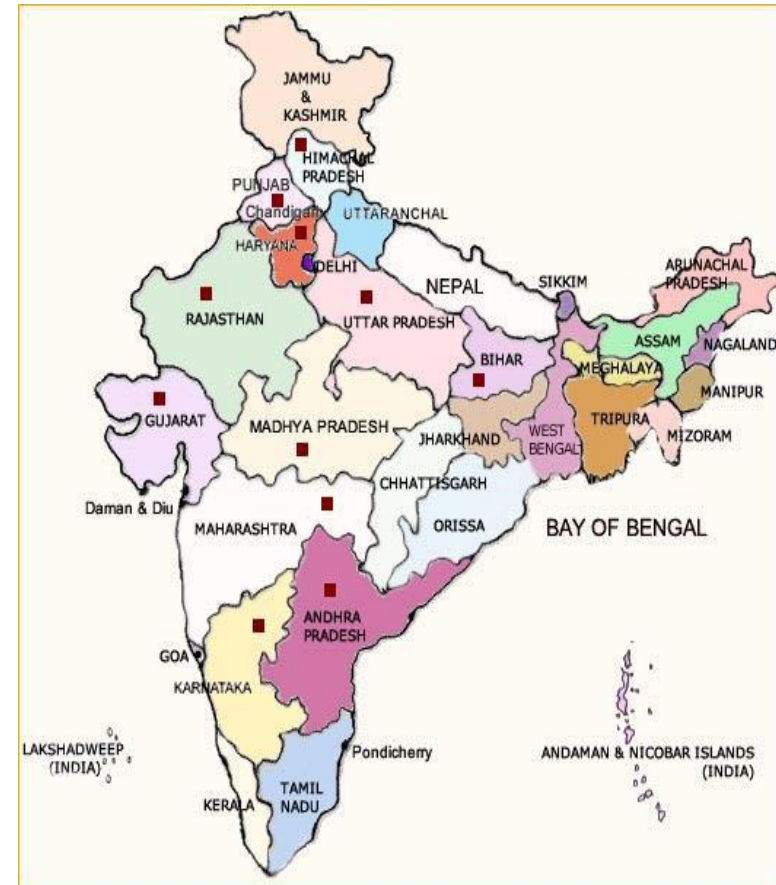 JAMMU
&
KASHMIR
HIMACHAL
PRADESH
PUNJAB
Chandigarh
UTTARANCHAL
HARYANA
DELHI
NEPAL
SIKKIM
ARUNACHAL
PRADESH
RAJASTHAN
UTTAR PRADESH
ASSAM
NAGALAND
BIHAR
MEGHALAYA
MANIPUR
GUJARAT
MADHYA PRADESH
JHARKHAND
WEST
BENGAL
TRIPURA
MIZORAM
CHHATTISGARH
Daman & Diu
MAHARASHTRA
ORISSA
BAY OF BENGAL
ANDHRA
PRADESH
GOA
KARNATAKA
LAKSHADWEEP
(INDIA)
Pondicherry
ANDAMAN & NICOBAR ISLANDS
(INDIA)
KERALA
TAMIL
NADU